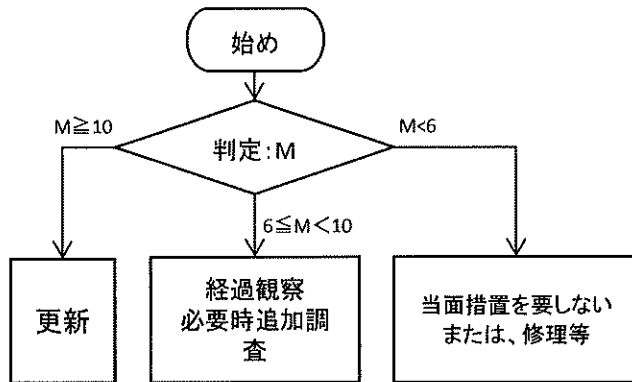 始め
M≧10
M<6
判定:M
6≦M<10
更新
経過観察
必要時追加調
査
当面措置を要しない
または、修理等